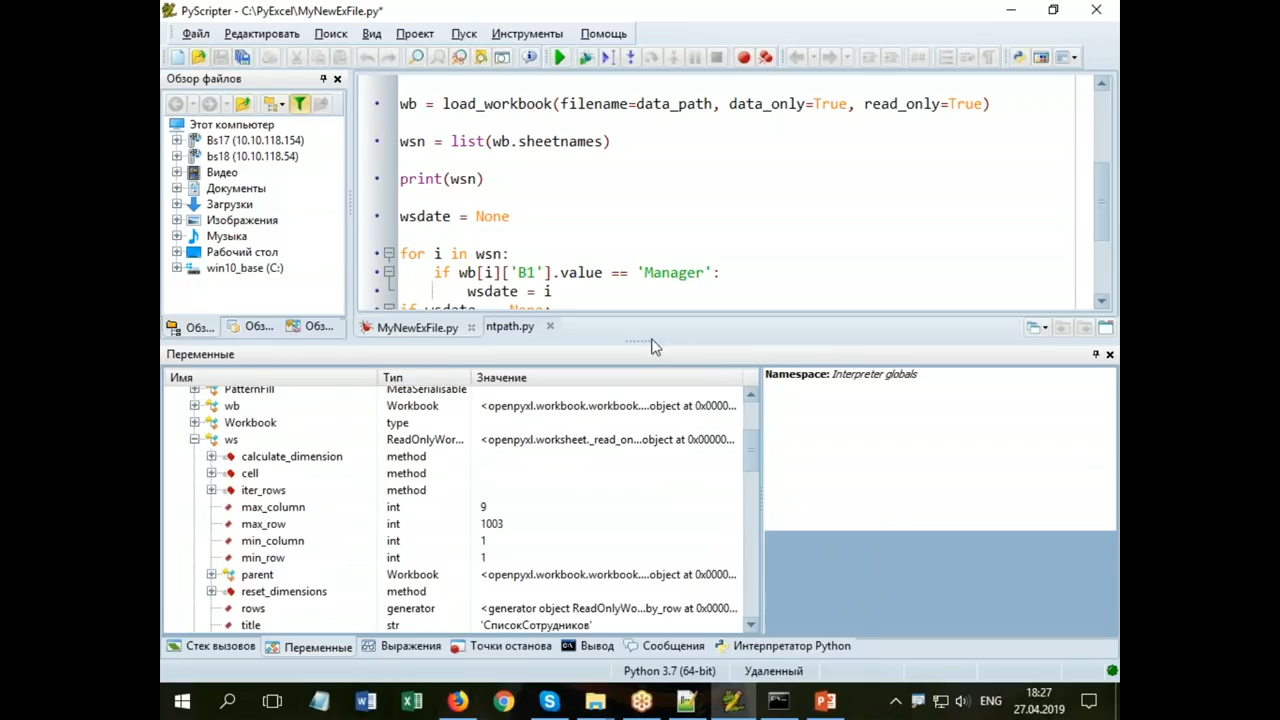 PyScripter - C:\PyExcel\MyNewExFile.py*
Файл Редактировать Поиск Вид Проект Пуск Инструменты Помощь
Обзор файлов
Этот компьютер
Bs17 (10.10.118.154)
bs18 (10.10.118.54)
Видео
Документы
Загрузки
Изображения
Музыка
Рабочий стол
win10_base (C:)
Обз... Обз... Обз...
wb = load_workbook(filename=data_path, data_only=True, read_only=True)
wsn = list(wb.sheetnames)
print(wsn)
wsdate = None
for i in wsn:
if wb[i]['B1'].value == 'Manager':
wsdate = i
if wsdate == None:
MyNewExFile.py ntpath.py
Переменные
Имя Тип Значение
PatternFill MetaSerialisable
wb Workbook <openpyxl.workbook.workbook....object at 0x0000...
Workbook type
ws ReadOnlyWor... <openpyxl.worksheet._read_on...object at 0x00000...
calculate_dimension method
cell method
iter_rows method
max_column int 9
max_row int 1003
min_column int 1
min_row int 1
parent Workbook <openpyxl.workbook.workbook....object at 0x0000...
reset_dimensions method
rows generator <generator object ReadOnlyWo...by_row at 0x0000...
title str 'СписокСотрудников'
Namespace: Interpreter globals
Стек вызовов Переменные Выражения Точки останова Вывод Сообщения Интерпретатор Python
Python 3.7 (64-bit) Удаленный
ENG 18:27
27.04.2019